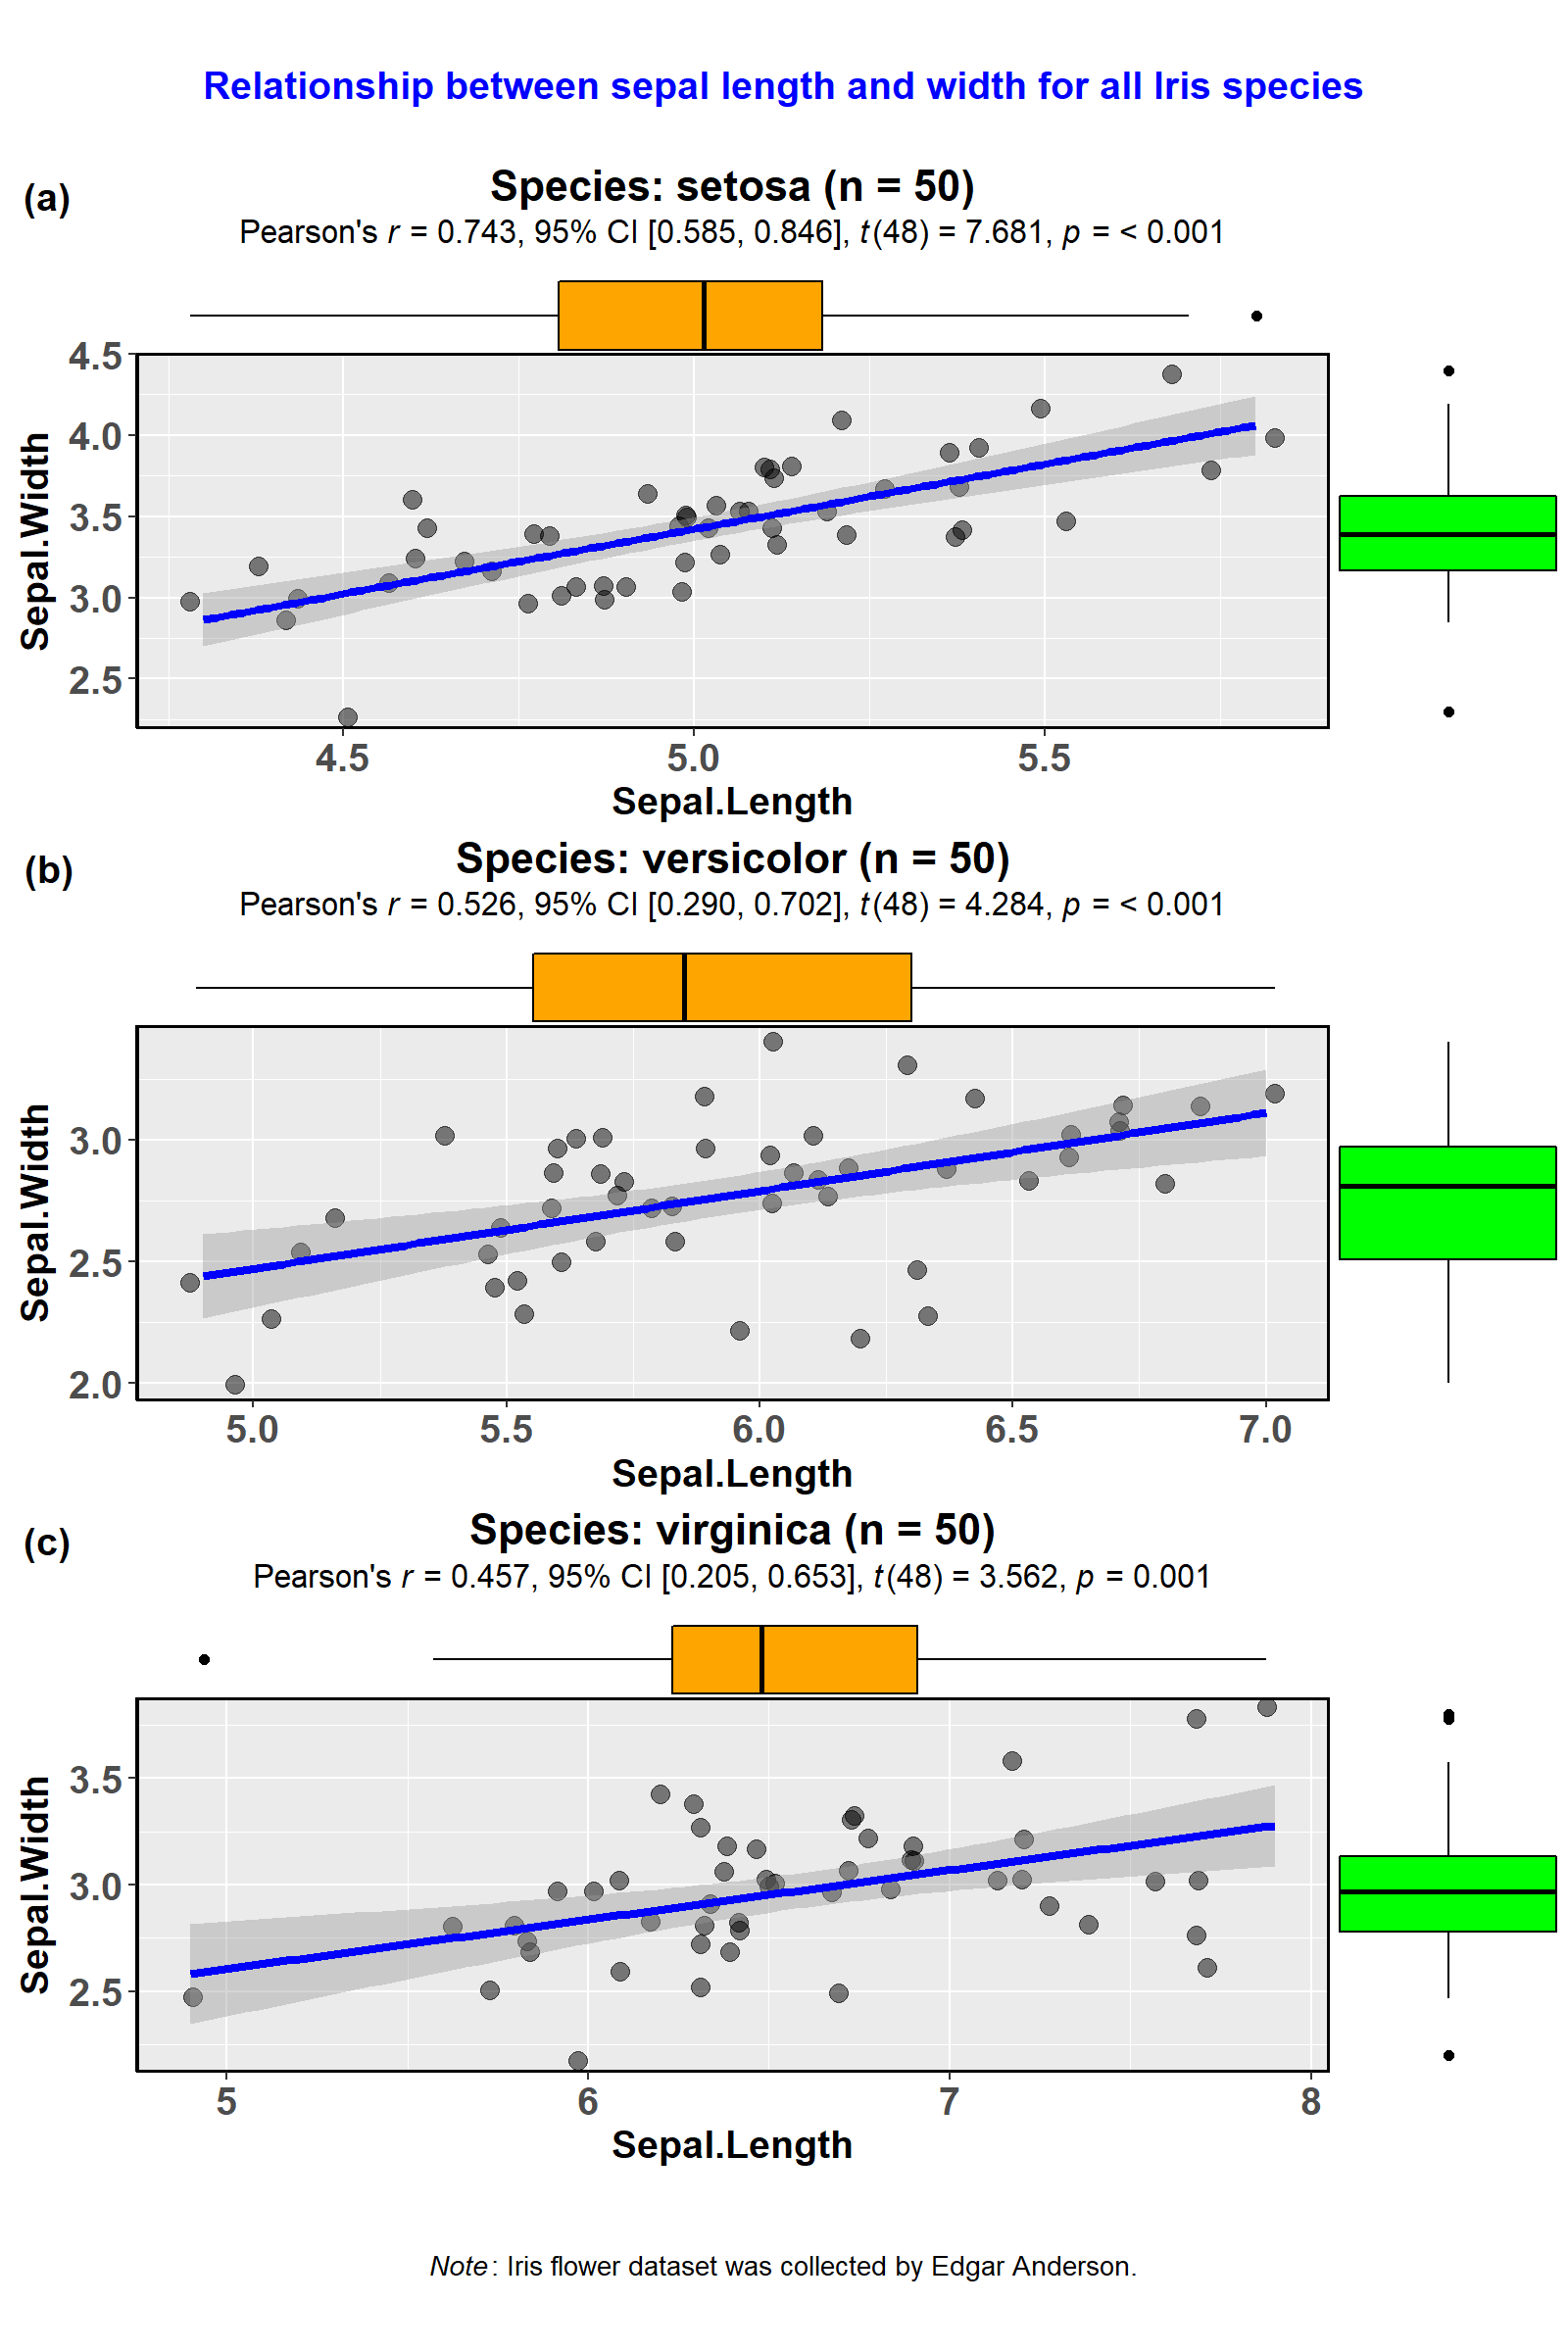 Relationship between sepal length and width for all Iris species
(a)
Species: setosa (n = 50)
Pearson's r = 0.743, 95% CI [0.585, 0.846], t(48) = 7.681, p = < 0.001
4.5
4.0
3.5
3.0
2.5
Sepal.Width
4.5 5.0 5.5
Sepal.Length
(b)
Species: versicolor (n = 50)
Pearson's r = 0.526, 95% CI [0.290, 0.702], t(48) = 4.284, p = < 0.001
3.0
2.5
2.0
Sepal.Width
5.0 5.5 6.0 6.5 7.0
Sepal.Length
(c)
Species: virginica (n = 50)
Pearson's r = 0.457, 95% CI [0.205, 0.653], t(48) = 3.562, p = 0.001
3.5
3.0
2.5
Sepal.Width
5 6 7 8
Sepal.Length
Note: Iris flower dataset was collected by Edgar Anderson.